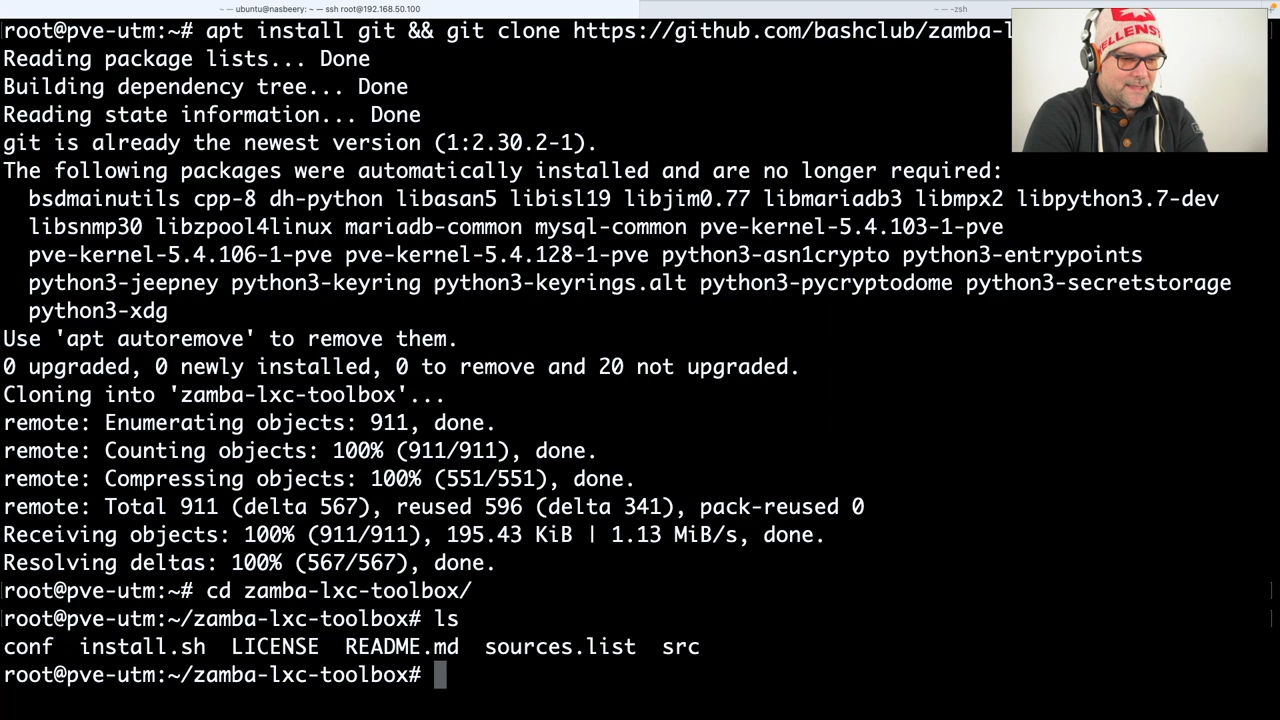 ~ — ubuntu@nasbeery: ~ — ssh root@192.168.50.100
~ — -zsh
root@pve-utm:~# apt install git && git clone https://github.com/bashclub/zamba-l
Reading package lists... Done
Building dependency tree... Done
Reading state information... Done
git is already the newest version (1:2.30.2-1).
The following packages were automatically installed and are no longer required:
  bsdmainutils cpp-8 dh-python libasan5 libisl19 libjim0.77 libmariadb3 libmpx2 libpython3.7-dev
  libsnmp30 libzpool4linux mariadb-common mysql-common pve-kernel-5.4.103-1-pve
  pve-kernel-5.4.106-1-pve pve-kernel-5.4.128-1-pve python3-asn1crypto python3-entrypoints
  python3-jeepney python3-keyring python3-keyrings.alt python3-pycryptodome python3-secretstorage
  python3-xdg
Use 'apt autoremove' to remove them.
0 upgraded, 0 newly installed, 0 to remove and 20 not upgraded.
Cloning into 'zamba-lxc-toolbox'...
remote: Enumerating objects: 911, done.
remote: Counting objects: 100% (911/911), done.
remote: Compressing objects: 100% (551/551), done.
remote: Total 911 (delta 567), reused 596 (delta 341), pack-reused 0
Receiving objects: 100% (911/911), 195.43 KiB | 1.13 MiB/s, done.
Resolving deltas: 100% (567/567), done.
root@pve-utm:~# cd zamba-lxc-toolbox/
root@pve-utm:~/zamba-lxc-toolbox# ls
conf  install.sh  LICENSE  README.md  sources.list  src
root@pve-utm:~/zamba-lxc-toolbox#